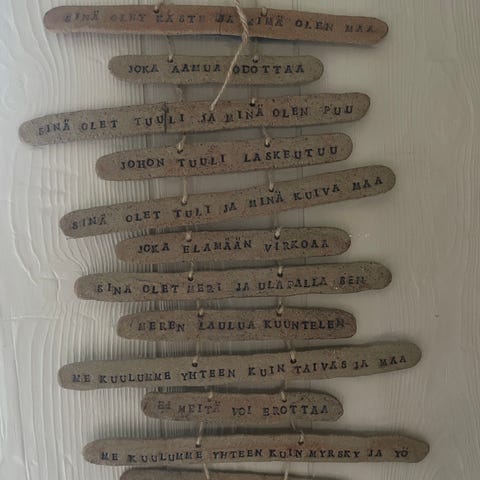 SINÄ OLET KASTE JA MINÄ OLEN MAA
JOKA AAMUA ODOTTAA
SINÄ OLET TUULI JA MINÄ OLEN PUU
JOHON TUULI LASKEUTUU
SINÄ OLET TULI JA MINÄ KUIVA MAA
JOKA ELÄMÄÄN VIRKOAA
SINÄ OLET MERI JA ULAPALLA SEN
MEREN LAULUA KUUNTELEN
ME KUULUMME YHTEEN KUIN TAIVAS JA MAA
EI MEITÄ VOI EROTTAA
ME KUULUMME YHTEEN KUIN MYRSKY JA YÖ